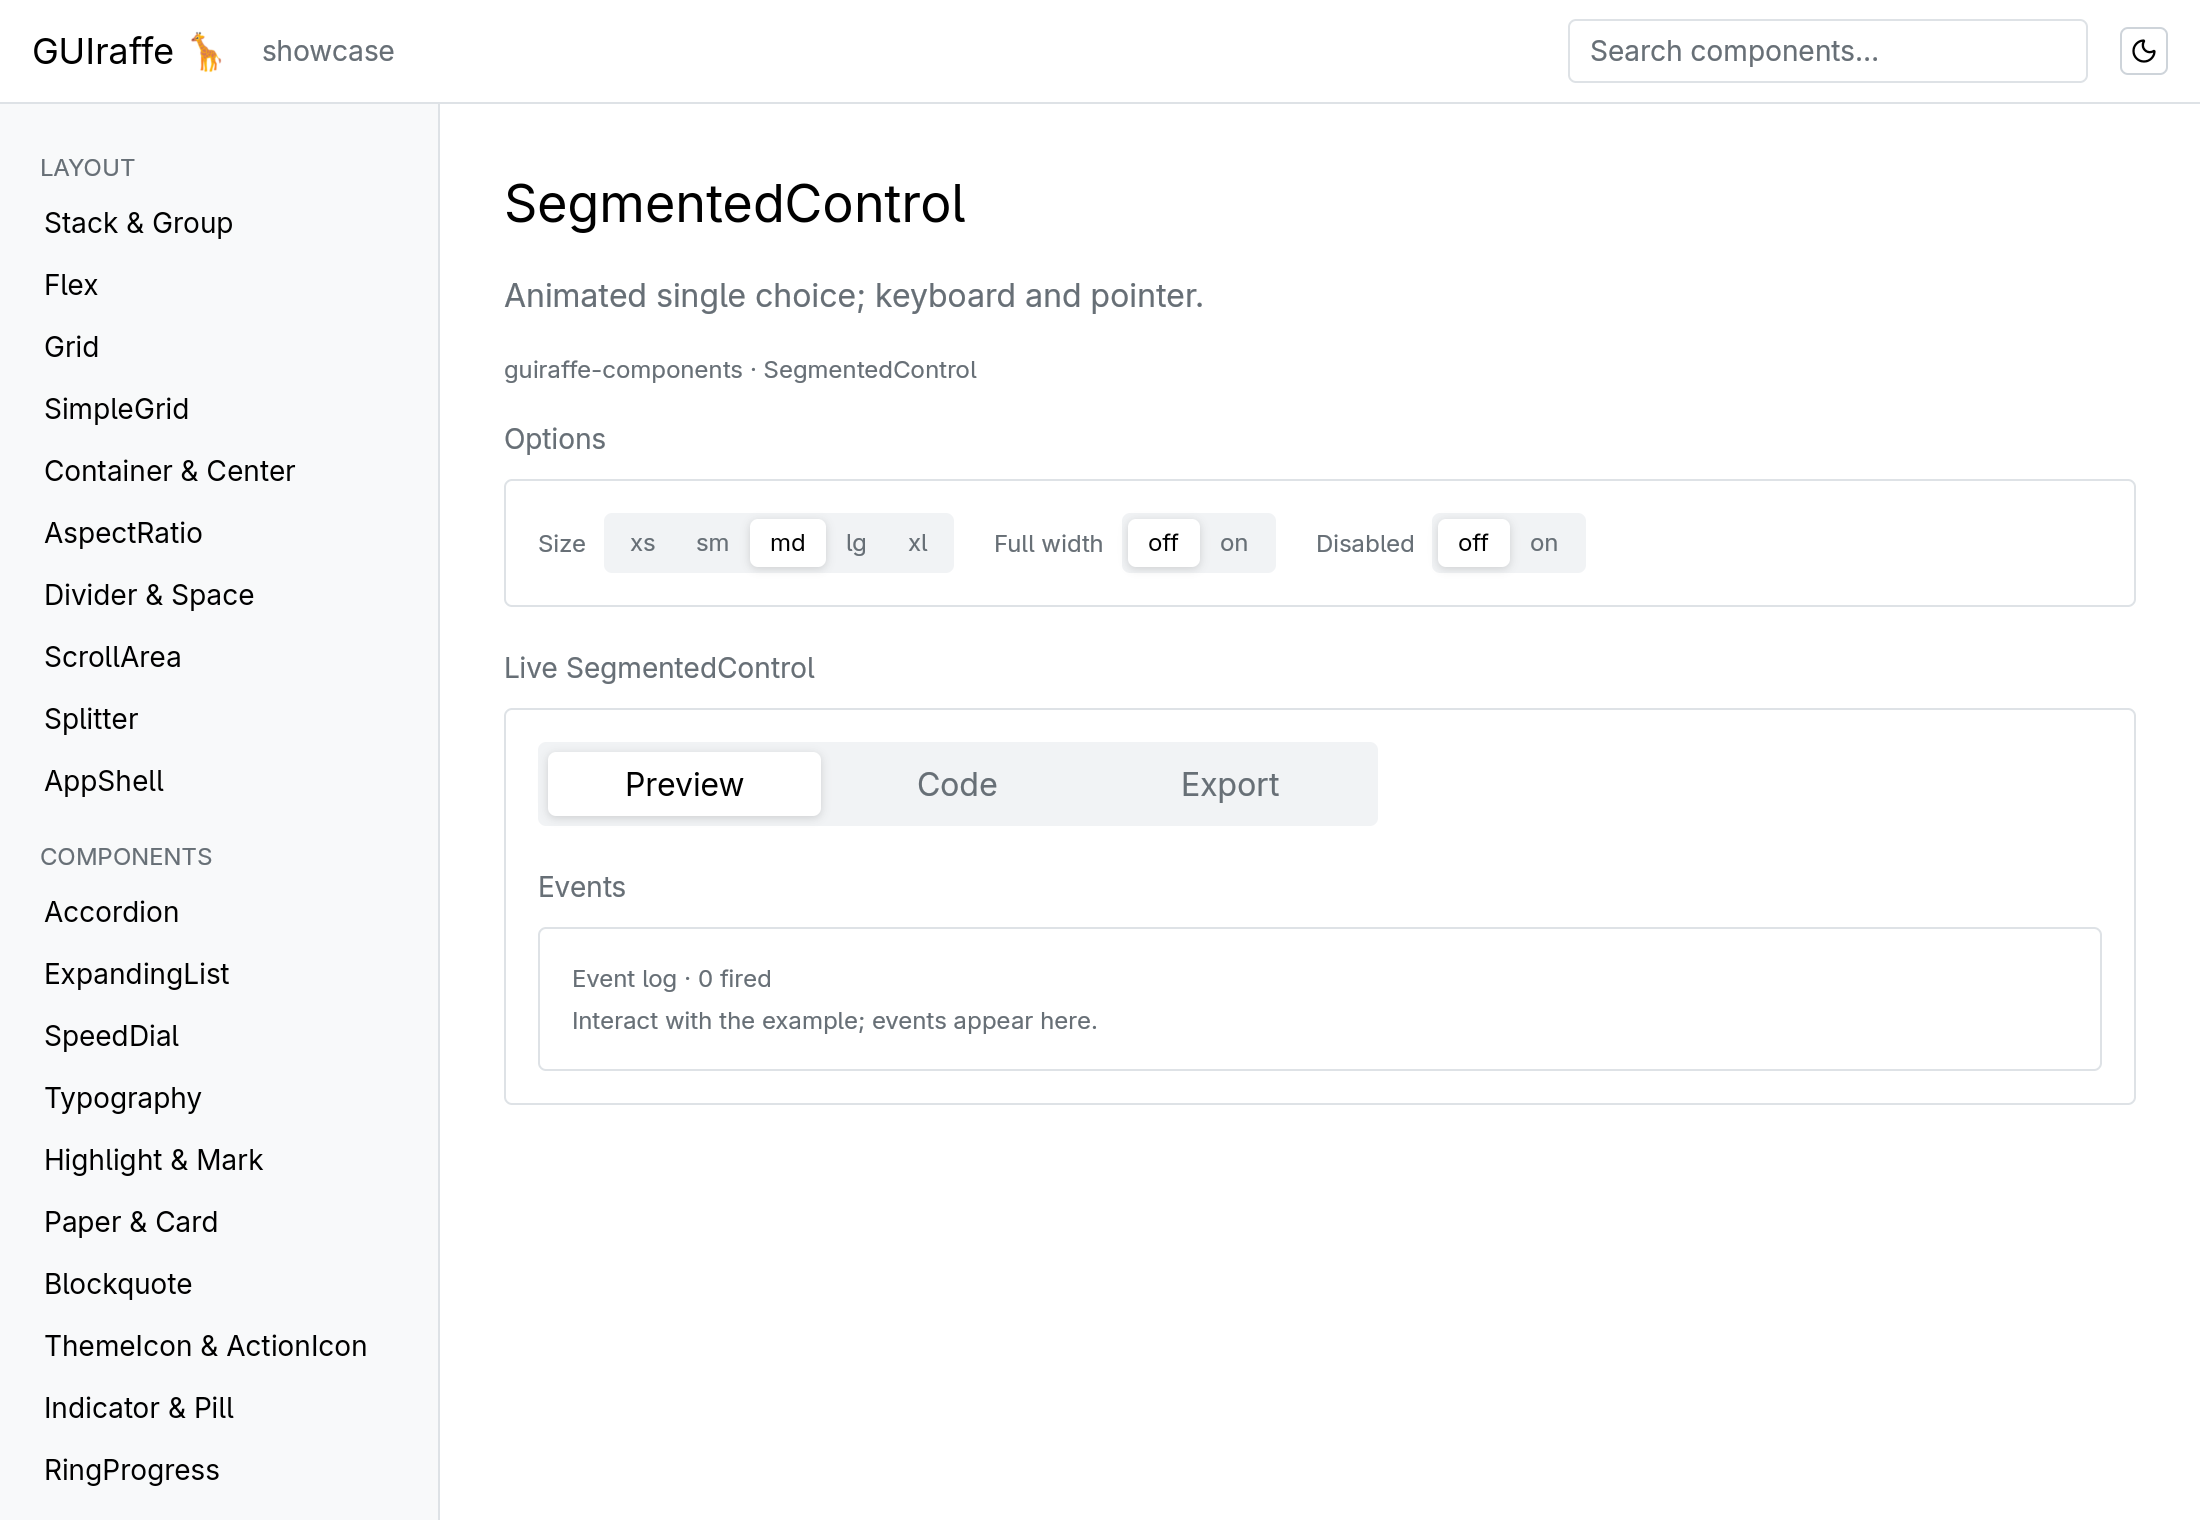 GUIraffe 🦒 showcase Search components...
LAYOUT
Stack & Group
Flex
Grid
SimpleGrid
Container & Center
AspectRatio
Divider & Space
ScrollArea
Splitter
AppShell
COMPONENTS
Accordion
ExpandingList
SpeedDial
Typography
Highlight & Mark
Paper & Card
Blockquote
ThemeIcon & ActionIcon
Indicator & Pill
RingProgress
SegmentedControl
Animated single choice; keyboard and pointer.
guiraffe-components · SegmentedControl
Options
Size xs sm md lg xl Full width off on Disabled off on
Live SegmentedControl
Preview Code Export
Events
Event log · 0 fired
Interact with the example; events appear here.